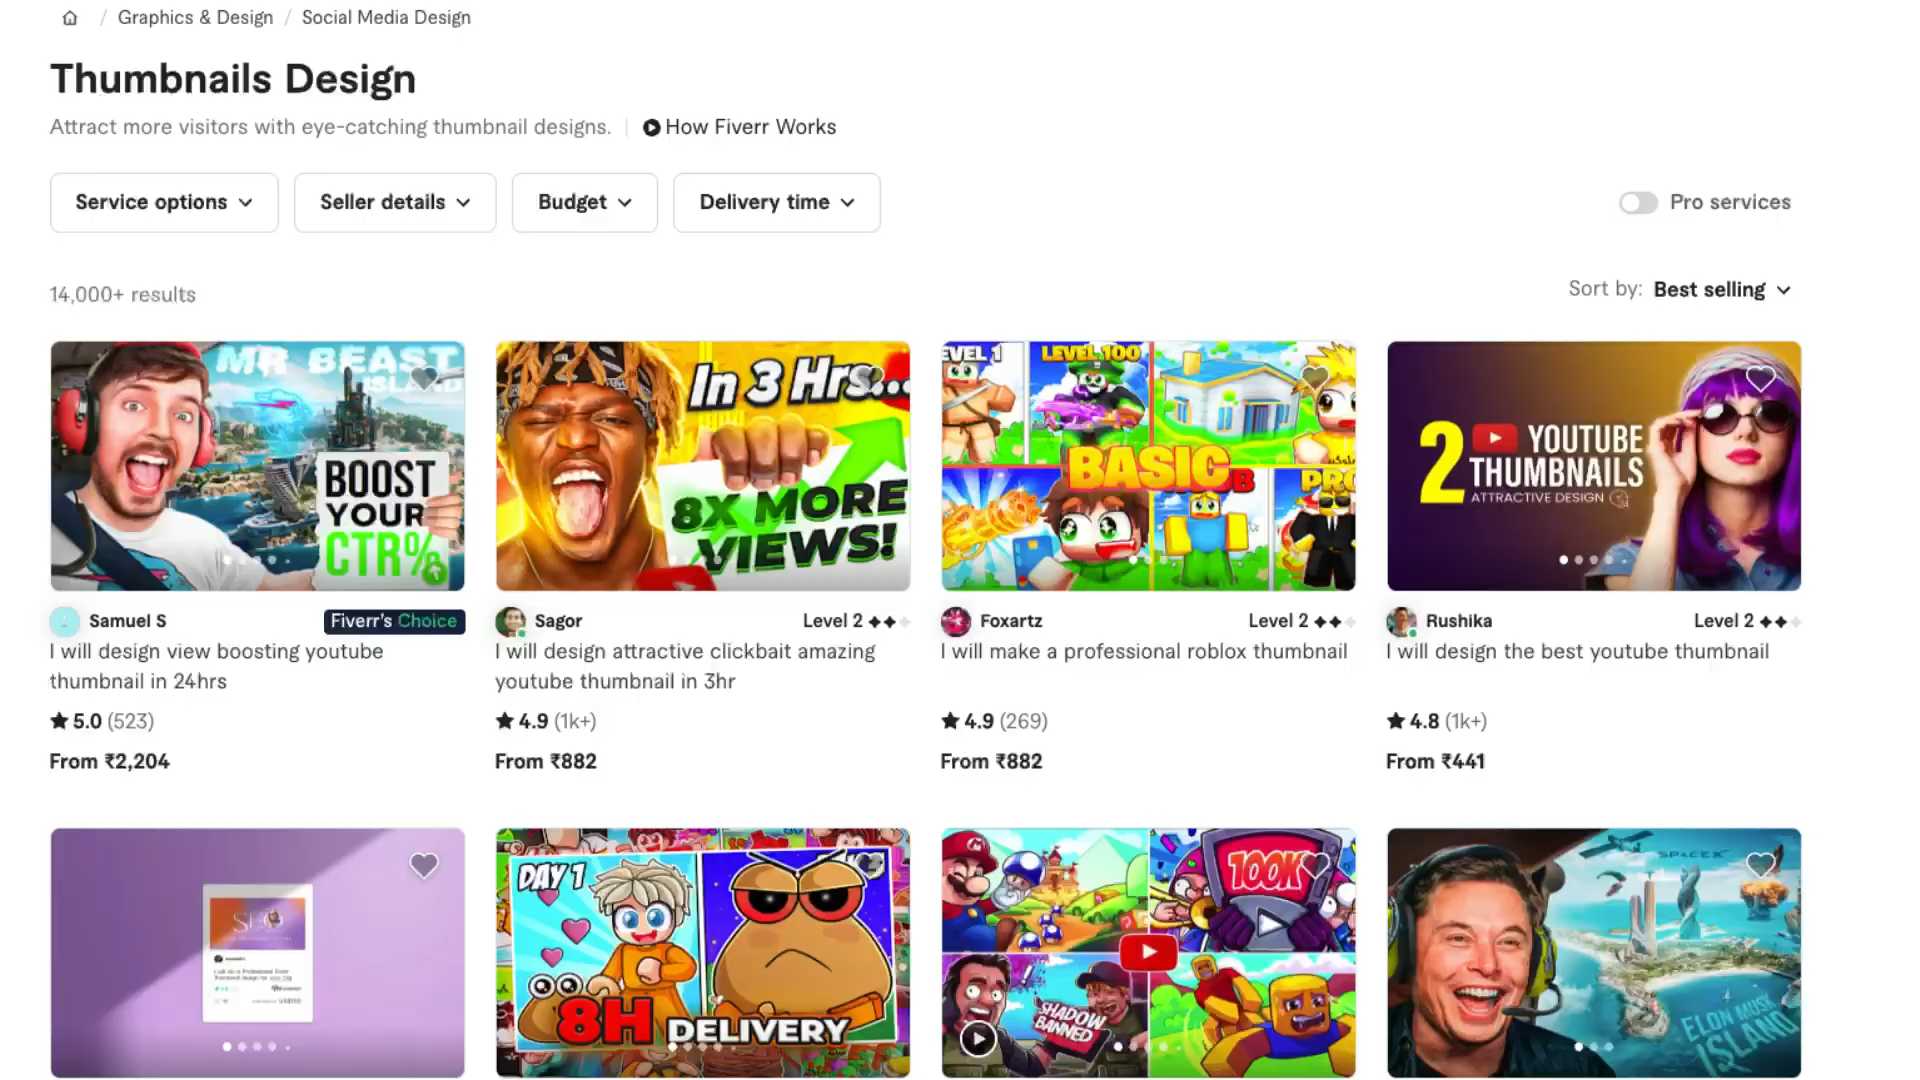 / Graphics & Design / Social Media Design
Thumbnails Design
Attract more visitors with eye-catching thumbnail designs. How Fiverr Works
Service options Seller details Budget Delivery time Pro services
14,000+ results Sort by: Best selling
MR BEAST
ISLAND
BOOST
YOUR
CTR%
In 3 Hrs...
8X MORE
VIEWS!
LEVEL 100
BASIC
2 YOUTUBE
THUMBNAILS
ATTRACTIVE DESIGN
Samuel S Fiverr's Choice
I will design view boosting youtube
thumbnail in 24hrs
5.0 (523)
From ₹2,204
Sagor Level 2
I will design attractive clickbait amazing
youtube thumbnail in 3hr
4.9 (1k+)
From ₹882
Foxartz Level 2
I will make a professional roblox thumbnail
4.9 (269)
From ₹882
Rushika Level 2
I will design the best youtube thumbnail
4.8 (1k+)
From ₹441
SEO
DAY 1
8H DELIVERY
100K
SHADOW
BANNED
SPACEX
ELON MUSK
ISLAND